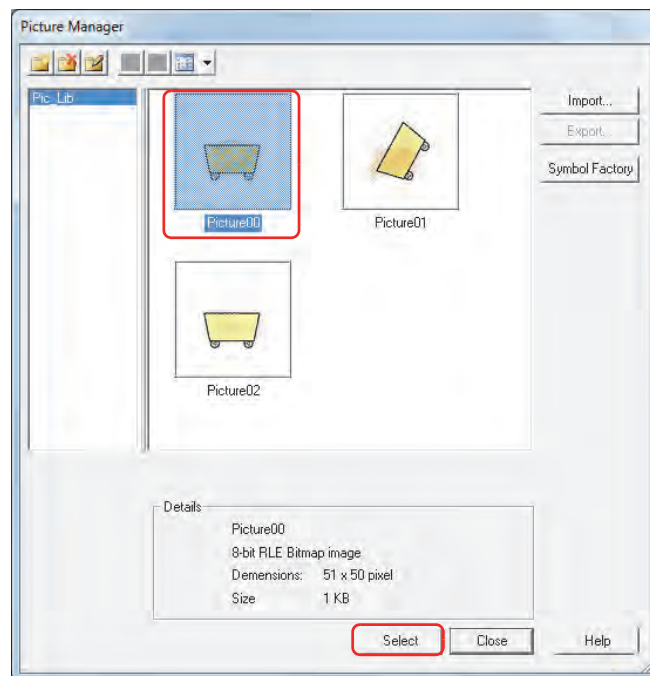 Picture Manager
Pic_Lib
Picture00
Picture01
Picture02
Import...
Export...
Symbol Factory
Details
Picture00
8-bit RLE Bitmap image
Demensions: 51 x 50 pixel
Size 1 KB
Select
Close
Help